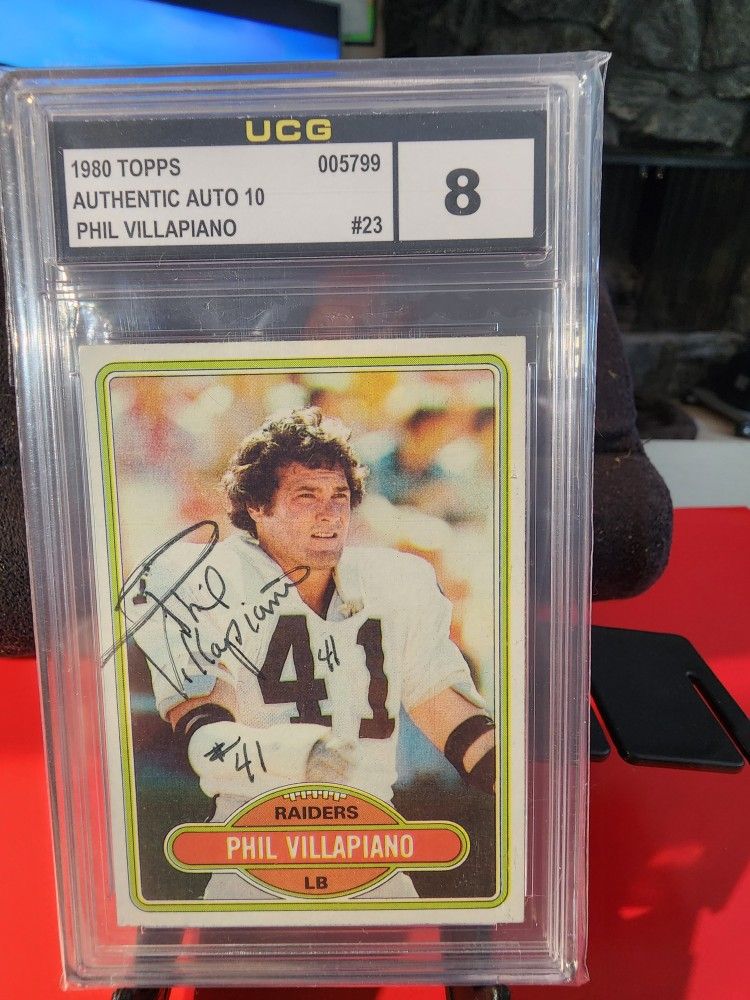 UCG
1980 TOPPS 005799
AUTHENTIC AUTO 10
PHIL VILLAPIANO #23
8
Phil
Villapiano
41
41
#41
RAIDERS
PHIL VILLAPIANO
LB